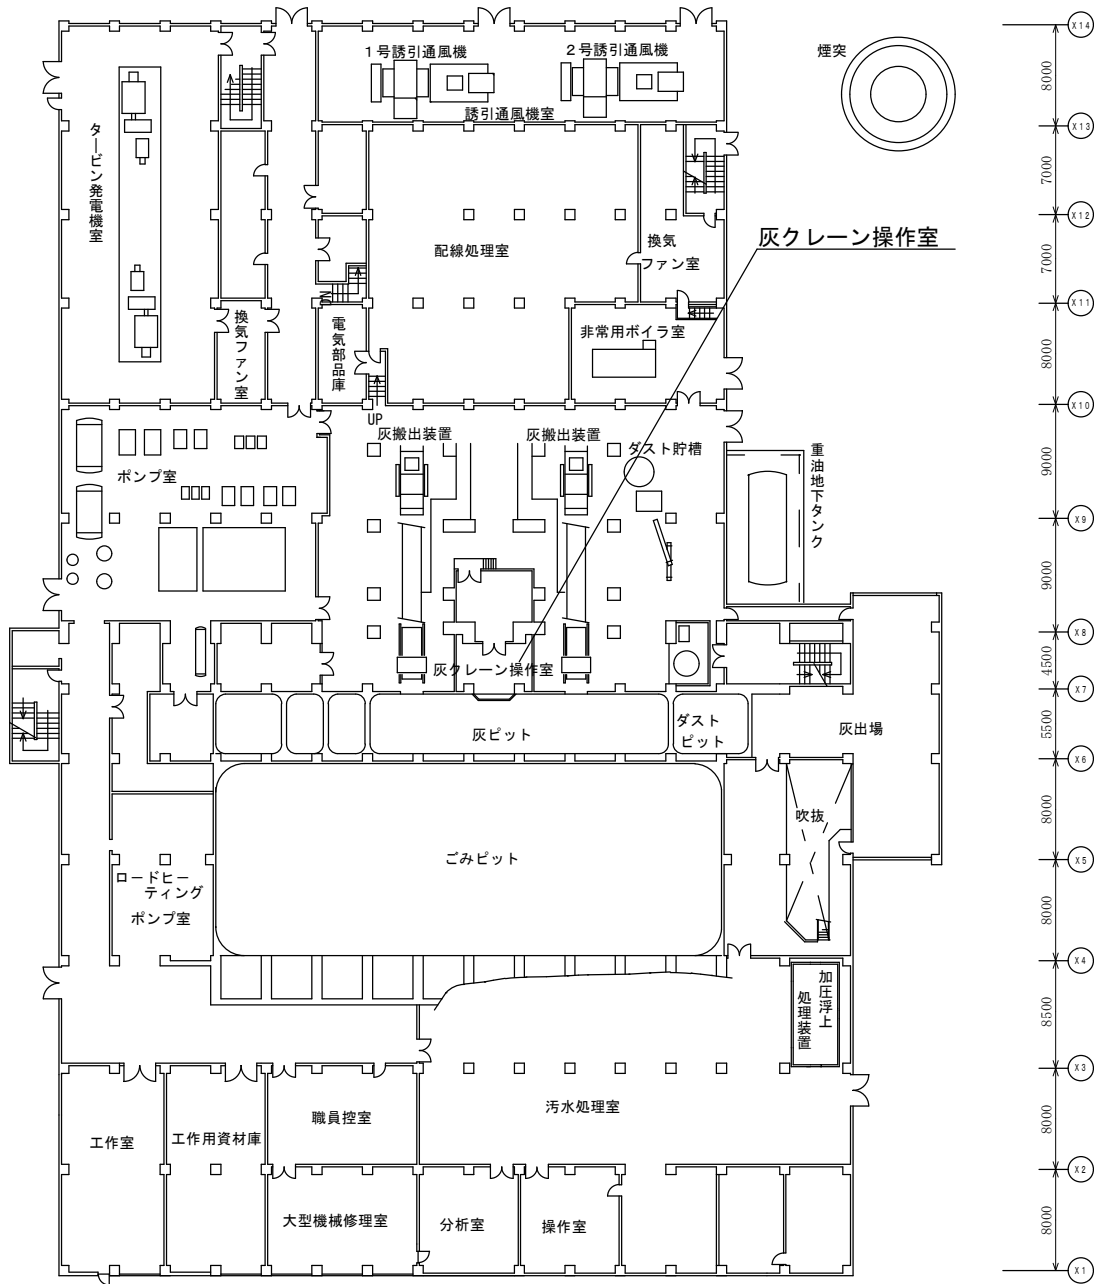 X14
8000
X13
7000
X12
7000
X11
8000
X10
9000
X9
9000
X8
4500
X7
5500
X6
8000
X5
8000
X4
8500
X3
8000
X2
8000
X1
煙突
1号誘引通風機
2号誘引通風機
誘引通風機室
タービン発電機室
配線処理室
換気
ファン室
灰クレーン操作室
換気ファン室
電気部品庫
DN
非常用ボイラ室
UP
灰搬出装置
灰搬出装置
ダスト貯槽
ポンプ室
重油地下タンク
灰クレーン操作室
灰ピット
ダスト
ピット
灰出場
吹抜
ごみピット
ロードヒー
ティング
ポンプ室
加圧浮上
処理装置
汚水処理室
職員控室
工作室
工作用資材庫
大型機械修理室
分析室
操作室